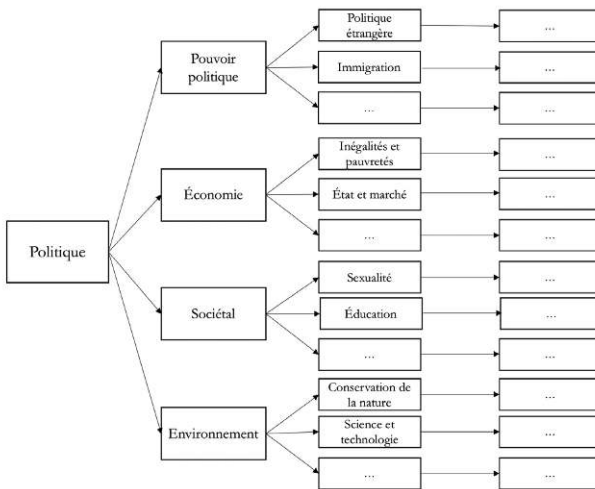 Politique
étrangère
...
Pouvoir
politique
Immigration
...
...
...
Inégalités et
pauvretés
...
Économie
État et marché
...
...
...
Politique
Sexualité
...
Sociétal
Éducation
...
...
...
Conservation de
la nature
...
Environnement
Science et
technologie
...
...
...